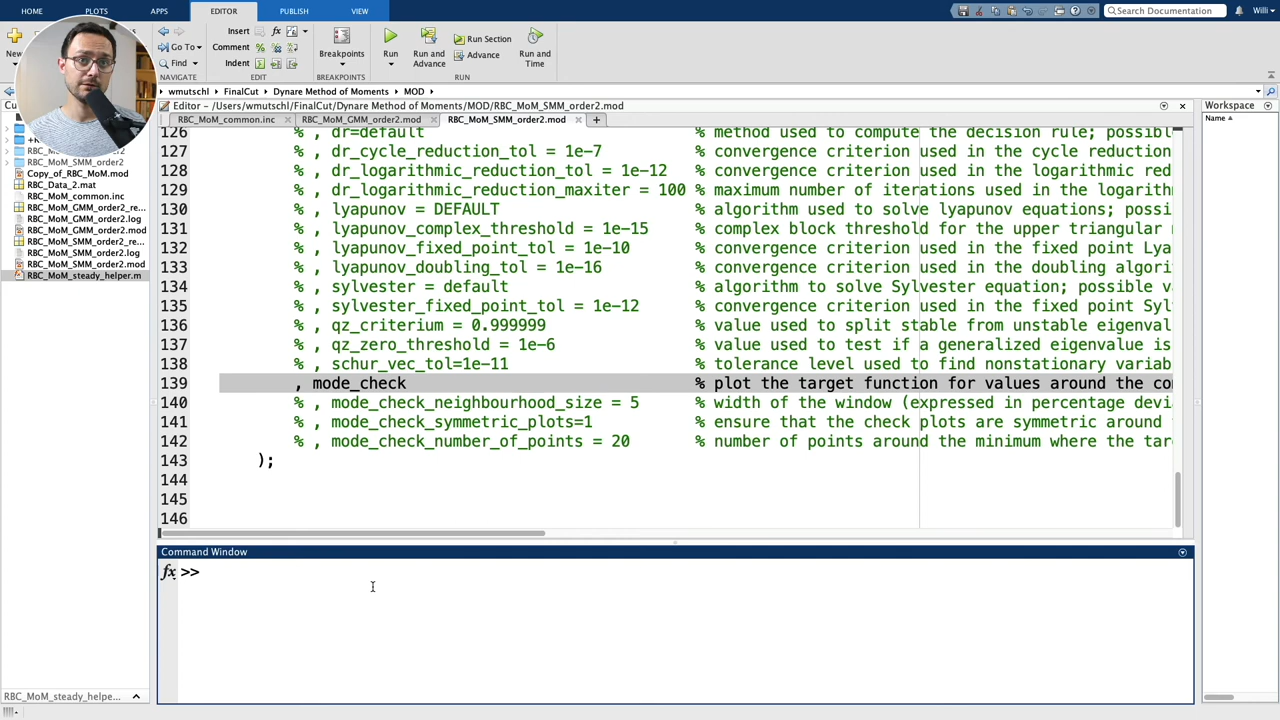 HOME PLOTS APPS EDITOR PUBLISH VIEW
Search Documentation Willi
New
Go To
Find
NAVIGATE
Insert
Comment
Indent
EDIT
Breakpoints
BREAKPOINTS
Run
Run and Advance
Run Section
Advance
Run and Time
RUN
wmutschl FinalCut Dynare Method of Moments MOD
Editor - /Users/wmutschl/FinalCut/Dynare Method of Moments/MOD/RBC_MoM_SMM_order2.mod
RBC_MoM_common.inc RBC_MoM_GMM_order2.mod RBC_MoM_SMM_order2.mod
RBC_MoM_SMM_order2
Copy_of_RBC_MoM.mod
RBC_Data_2.mat
RBC_MoM_common.inc
RBC_MoM_GMM_order2_re...
RBC_MoM_GMM_order2.log
RBC_MoM_GMM_order2.mod
RBC_MoM_SMM_order2_re...
RBC_MoM_SMM_order2.log
RBC_MoM_SMM_order2.mod
RBC_MoM_steady_helper.m
RBC_MoM_steady_helpe...
126 % , dr=default % method used to compute the decision rule; possibl
127 % , dr_cycle_reduction_tol = 1e-7 % convergence criterion used in the cycle reduction
128 % , dr_logarithmic_reduction_tol = 1e-12 % convergence criterion used in the logarithmic red
129 % , dr_logarithmic_reduction_maxiter = 100 % maximum number of iterations used in the logarith
130 % , lyapunov = DEFAULT % algorithm used to solve lyapunov equations; possi
131 % , lyapunov_complex_threshold = 1e-15 % complex block threshold for the upper triangular
132 % , lyapunov_fixed_point_tol = 1e-10 % convergence criterion used in the fixed point Lya
133 % , lyapunov_doubling_tol = 1e-16 % convergence criterion used in the doubling algori
134 % , sylvester = default % algorithm to solve Sylvester equation; possible v
135 % , sylvester_fixed_point_tol = 1e-12 % convergence criterion used in the fixed point Syl
136 % , qz_criterium = 0.999999 % value used to split stable from unstable eigenval
137 % , qz_zero_threshold = 1e-6 % value used to test if a generalized eigenvalue is
138 % , schur_vec_tol=1e-11 % tolerance level used to find nonstationary variab
139 , mode_check % plot the target function for values around the co
140 % , mode_check_neighbourhood_size = 5 % width of the window (expressed in percentage devi
141 % , mode_check_symmetric_plots=1 % ensure that the check plots are symmetric around
142 % , mode_check_number_of_points = 20 % number of points around the minimum where the tar
143 );
144
145
146
Command Window
fx >>
Workspace
Name